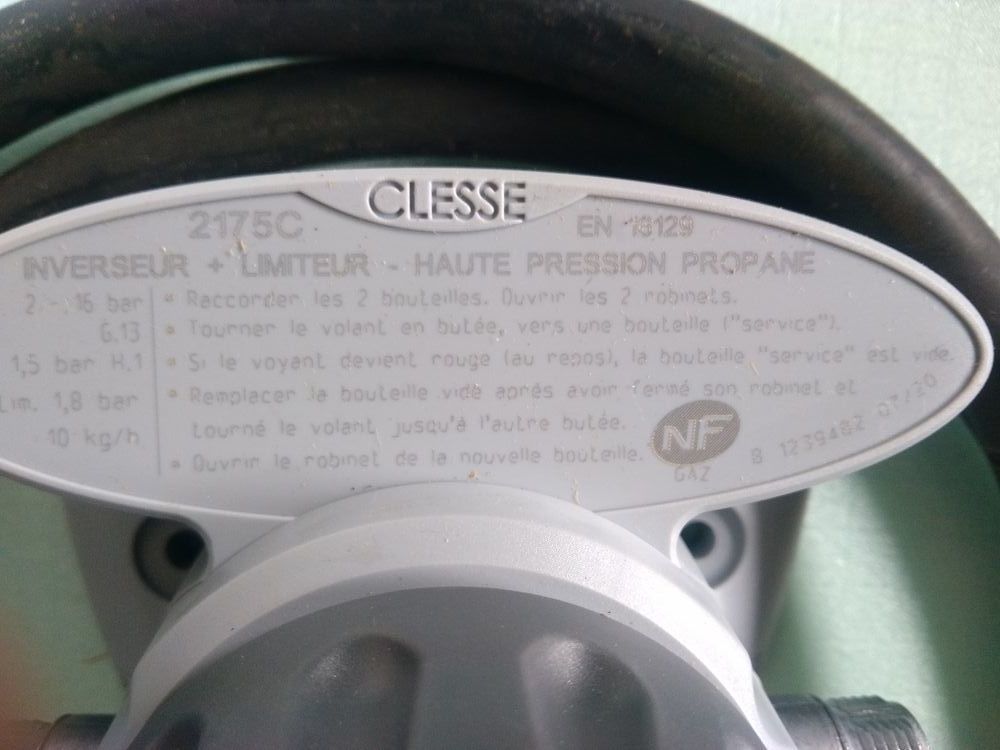 CLESSE
2175C
EN 16129
INVERSEUR + LIMITEUR - HAUTE PRESSION PROPANE
2 - 16 bar
G.13
1,5 bar H.1
Lim. 1,8 bar
10 kg/h
• Raccorder les 2 bouteilles. Ouvrir les 2 robinets.
• Tourner le volant en butée, vers une bouteille ("service").
• Si le voyant devient rouge (au repos), la bouteille "service" est vide.
• Remplacer la bouteille vide après avoir fermé son robinet et
tourné le volant jusqu'à l'autre butée.
• Ouvrir le robinet de la nouvelle bouteille.
NF
GAZ
8 1239482 07/20